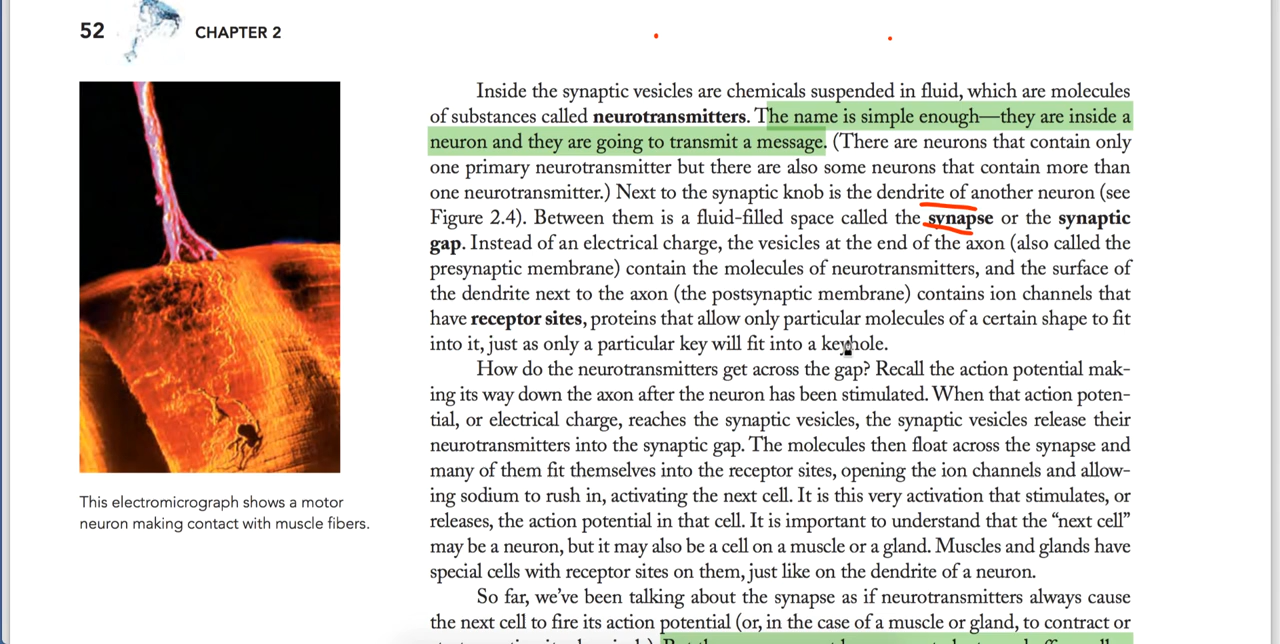 52
CHAPTER 2
Inside the synaptic vesicles are chemicals suspended in fluid, which are molecules
of substances called neurotransmitters. The name is simple enough—they are inside a
neuron and they are going to transmit a message. (There are neurons that contain only
one primary neurotransmitter but there are also some neurons that contain more than
one neurotransmitter.) Next to the synaptic knob is the dendrite of another neuron (see
Figure 2.4). Between them is a fluid-filled space called the synapse or the synaptic
gap. Instead of an electrical charge, the vesicles at the end of the axon (also called the
presynaptic membrane) contain the molecules of neurotransmitters, and the surface of
the dendrite next to the axon (the postsynaptic membrane) contains ion channels that
have receptor sites, proteins that allow only particular molecules of a certain shape to fit
into it, just as only a particular key will fit into a keyhole.
How do the neurotransmitters get across the gap? Recall the action potential mak-
ing its way down the axon after the neuron has been stimulated. When that action poten-
tial, or electrical charge, reaches the synaptic vesicles, the synaptic vesicles release their
neurotransmitters into the synaptic gap. The molecules then float across the synapse and
many of them fit themselves into the receptor sites, opening the ion channels and allow-
ing sodium to rush in, activating the next cell. It is this very activation that stimulates, or
releases, the action potential in that cell. It is important to understand that the “next cell”
may be a neuron, but it may also be a cell on a muscle or a gland. Muscles and glands have
special cells with receptor sites on them, just like on the dendrite of a neuron.
So far, we’ve been talking about the synapse as if neurotransmitters always cause
the next cell to fire its action potential (or, in the case of a muscle or gland, to contract or
This electromicrograph shows a motor
neuron making contact with muscle fibers.